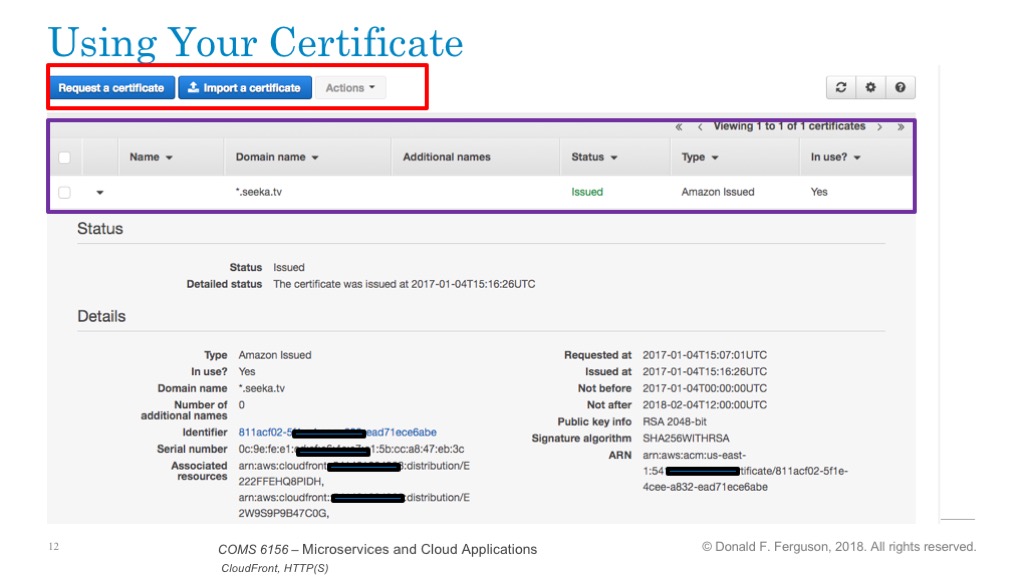 Using Your Certificate
Request a certificate Import a certificate Actions
« ‹ Viewing 1 to 1 of 1 certificates › »
Name Domain name Additional names Status Type In use?
*.seeka.tv Issued Amazon Issued Yes
Status
Status Issued
Detailed status The certificate was issued at 2017-01-04T15:16:26UTC
Details
Type Amazon Issued
In use? Yes
Domain name *.seeka.tv
Number of additional names 0
Identifier 811acf02-5 ead71ece6abe
Serial number 0c:9e:fe:e1: 1:5b:cc:a8:47:eb:3c
Associated resources arn:aws:cloudfront: :distribution/E
222FFEHQ8PIDH,
arn:aws:cloudfront: :distribution/E
2W9S9P9B47C0G,
Requested at 2017-01-04T15:07:01UTC
Issued at 2017-01-04T15:16:26UTC
Not before 2017-01-04T00:00:00UTC
Not after 2018-02-04T12:00:00UTC
Public key info RSA 2048-bit
Signature algorithm SHA256WITHRSA
ARN arn:aws:acm:us-east-
1:54 tificate/811acf02-5f1e-
4cee-a832-ead71ece6abe
12
COMS 6156 – Microservices and Cloud Applications
CloudFront, HTTP(S)
© Donald F. Ferguson, 2018. All rights reserved.